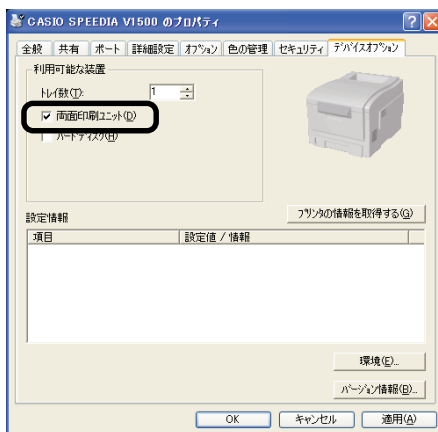 CASIO SPEEDIA V1500 のプロパティ
全般 共有 ポート 詳細設定 オプション 色の管理 セキュリティ デバイスオプション
利用可能な装置
トレイ数(T): 1
両面印刷ユニット(D)
ハードディスク(H)
プリンタの情報を取得する(G)
設定情報
項目 設定値 / 情報
環境(E)...
バージョン情報(B)...
OK キャンセル 適用(A)